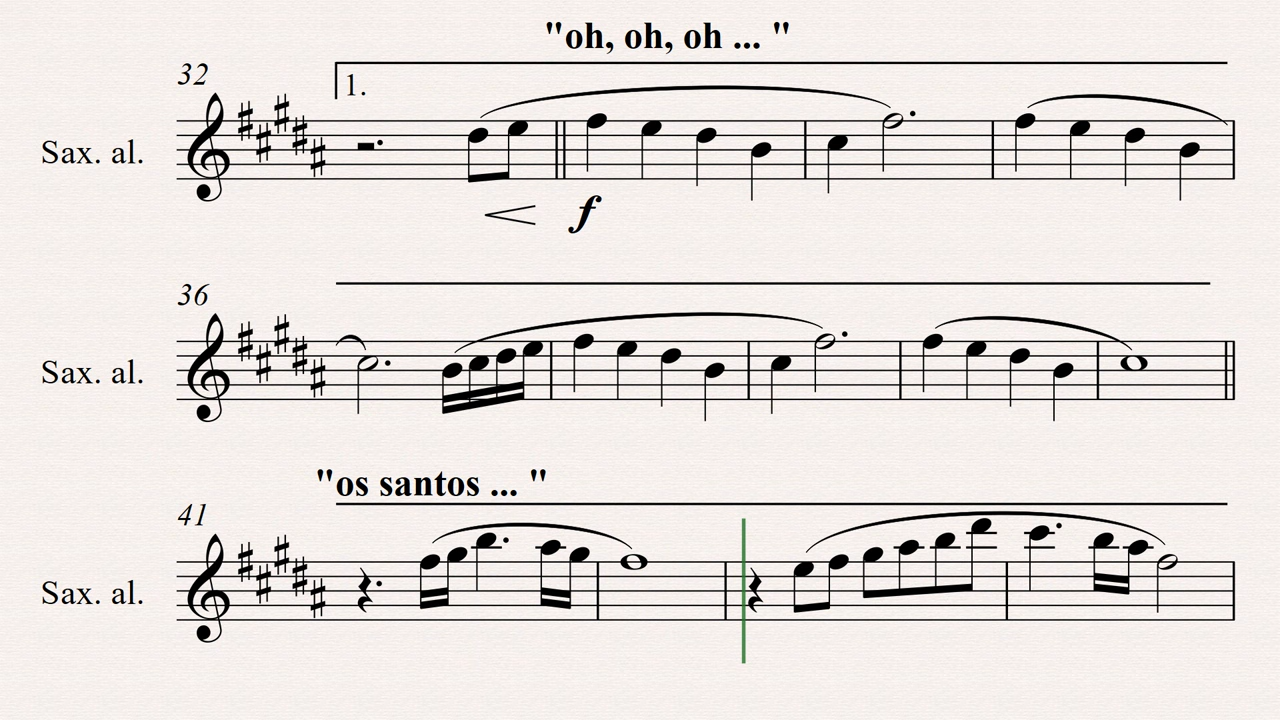 "oh, oh, oh ... "
32
1.
Sax. al.
f
36
Sax. al.
"os santos ... "
41
Sax. al.